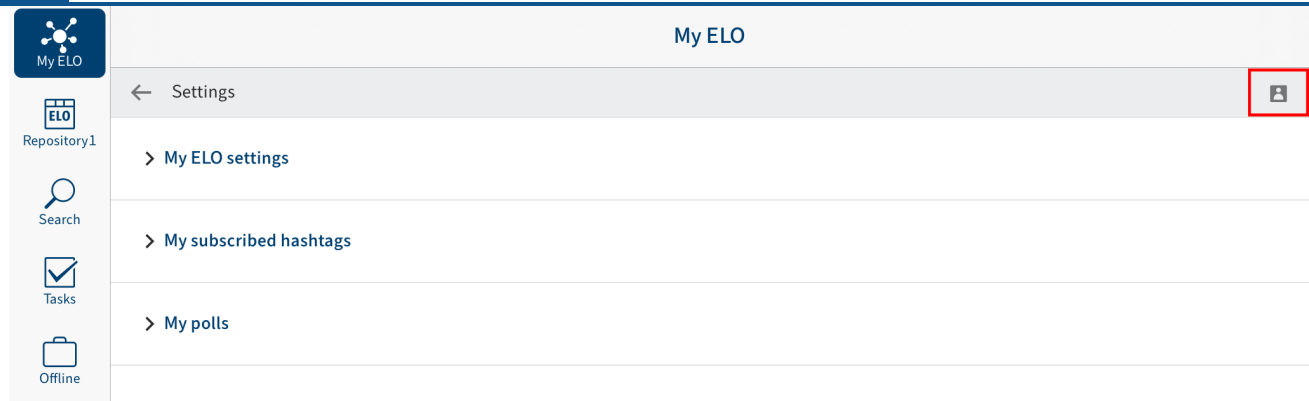 My ELO
My ELO
Settings
ELO
Repository1
My ELO settings
Search
My subscribed hashtags
Tasks
My polls
Offline